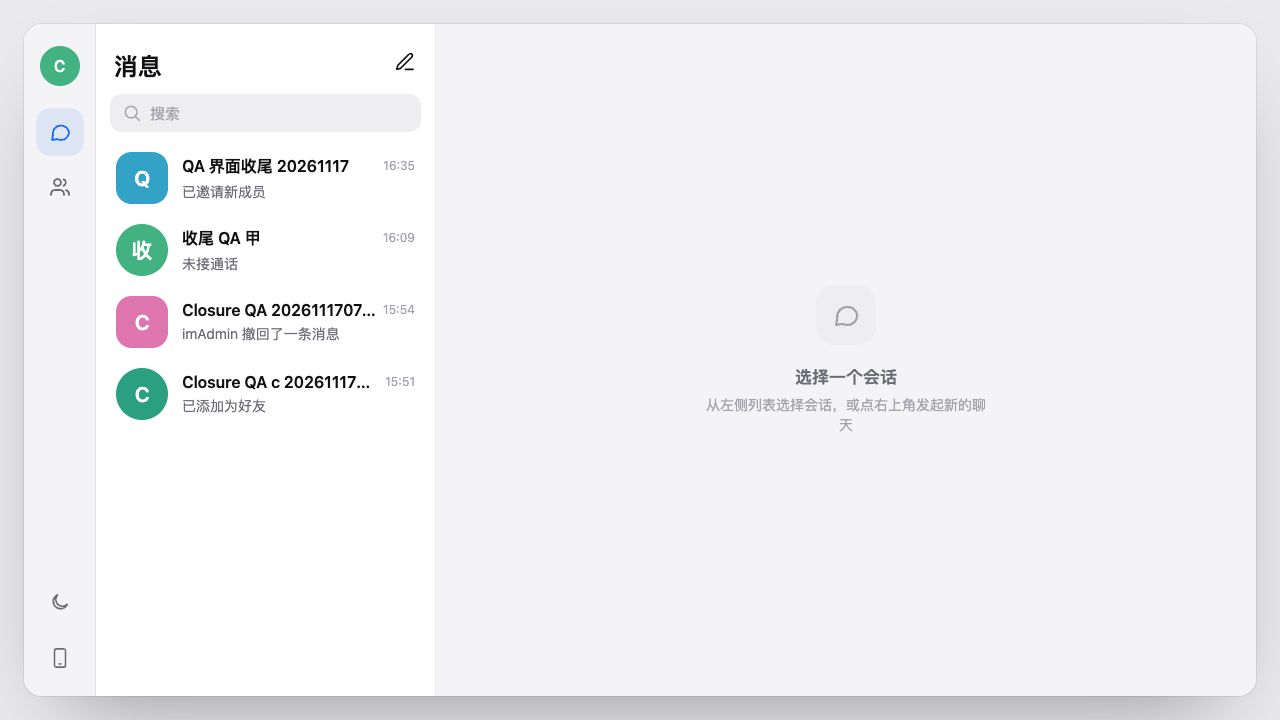 C
消息
搜索
Q
QA 界面收尾 20261117
16:35
已邀请新成员
收
收尾 QA 甲
16:09
未接通话
C
Closure QA 2026111707...
15:54
imAdmin 撤回了一条消息
C
Closure QA c 20261117...
15:51
已添加为好友
选择一个会话
从左侧列表选择会话，或点右上角发起新的聊
天